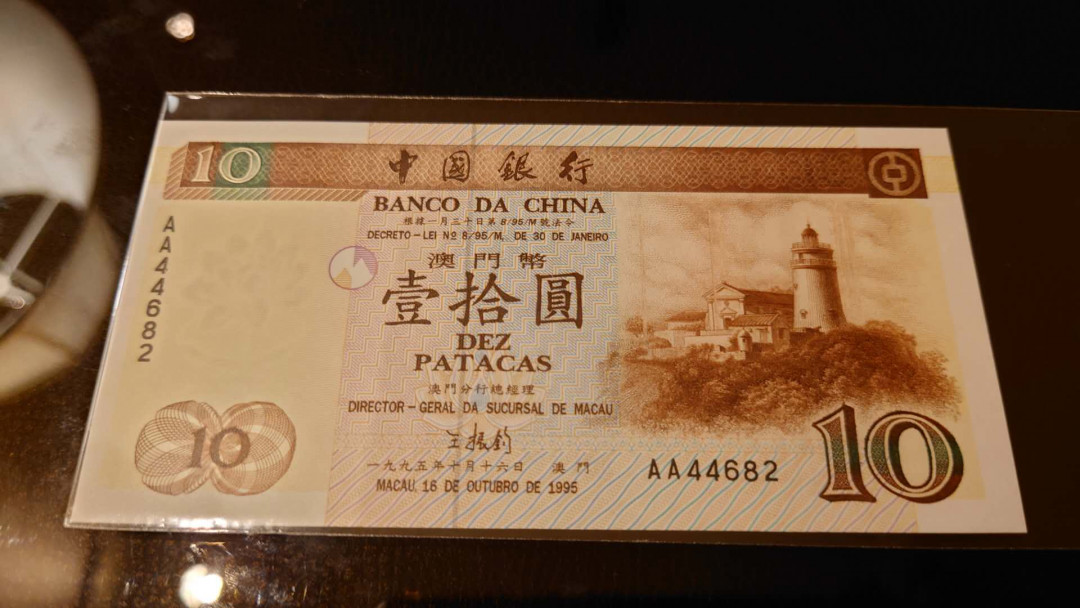 10
中國銀行
BANCO DA CHINA
根據一月三十日第8/95/M號法令
DECRETO-LEI Nº 8/95/M, DE 30 DE JANEIRO
澳門幣
壹拾圓
DEZ
PATACAS
澳門分行總經理
DIRECTOR-GERAL DA SUCURSAL DE MACAU
王振鈞
一九九五年十月十六日 澳門
MACAU, 16 DE OUTUBRO DE 1995
AA44682
10
AA44682
10